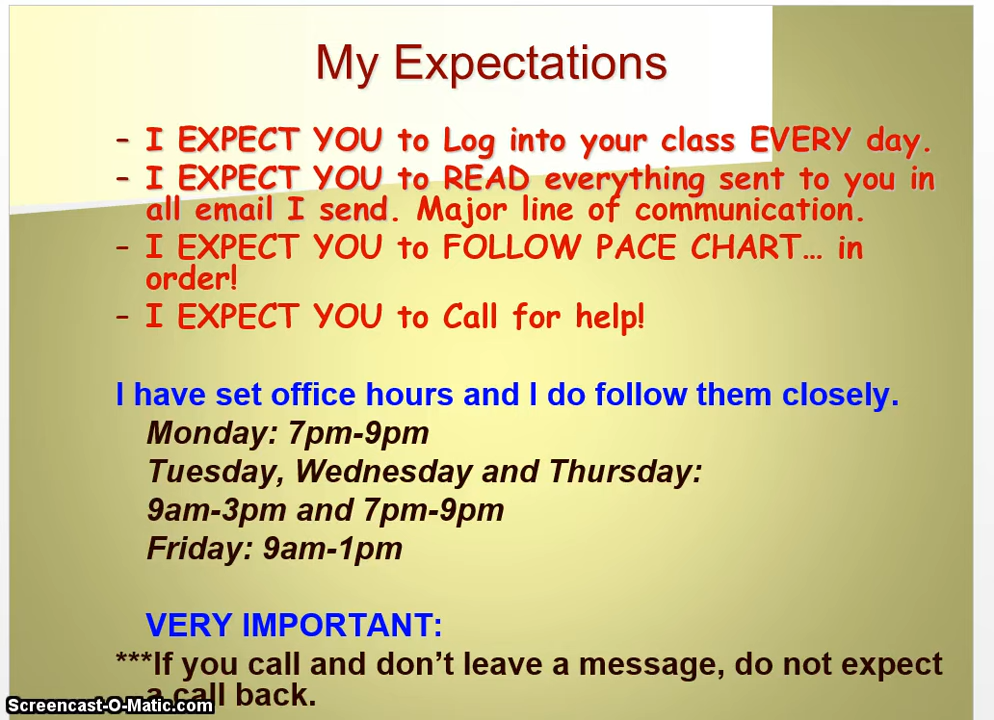 My Expectations
– I EXPECT YOU to Log into your class EVERY day.
– I EXPECT YOU to READ everything sent to you in
all email I send. Major line of communication.
– I EXPECT YOU to FOLLOW PACE CHART... in
order!
– I EXPECT YOU to Call for help!
I have set office hours and I do follow them closely.
Monday: 7pm-9pm
Tuesday, Wednesday and Thursday:
9am-3pm and 7pm-9pm
Friday: 9am-1pm
VERY IMPORTANT:
***If you call and don’t leave a message, do not expect
a call back.
Screencast-O-Matic.com